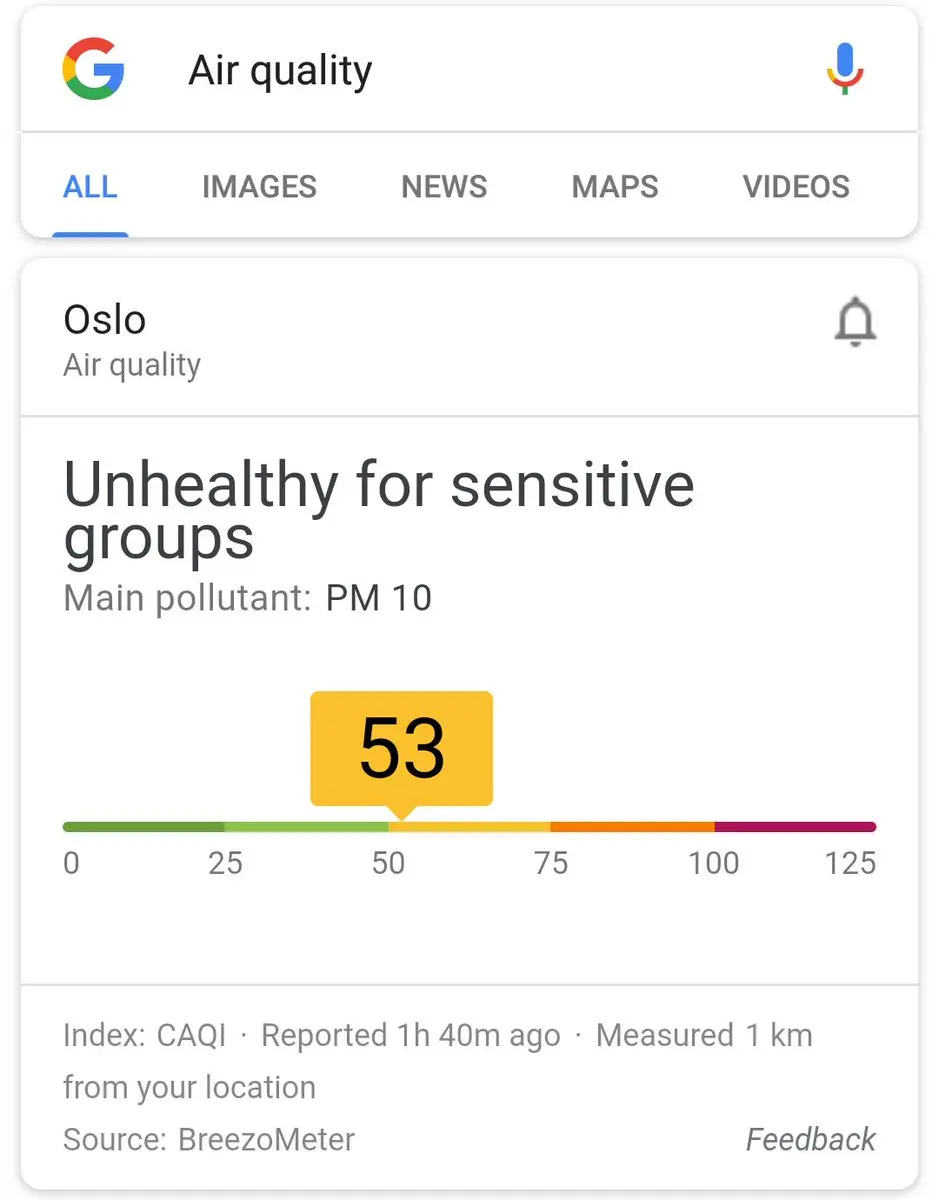 Air quality
ALL IMAGES NEWS MAPS VIDEOS
Oslo
Air quality
Unhealthy for sensitive
groups
Main pollutant: PM 10
53
0 25 50 75 100 125
Index: CAQI · Reported 1h 40m ago · Measured 1 km
from your location
Source: BreezoMeter Feedback